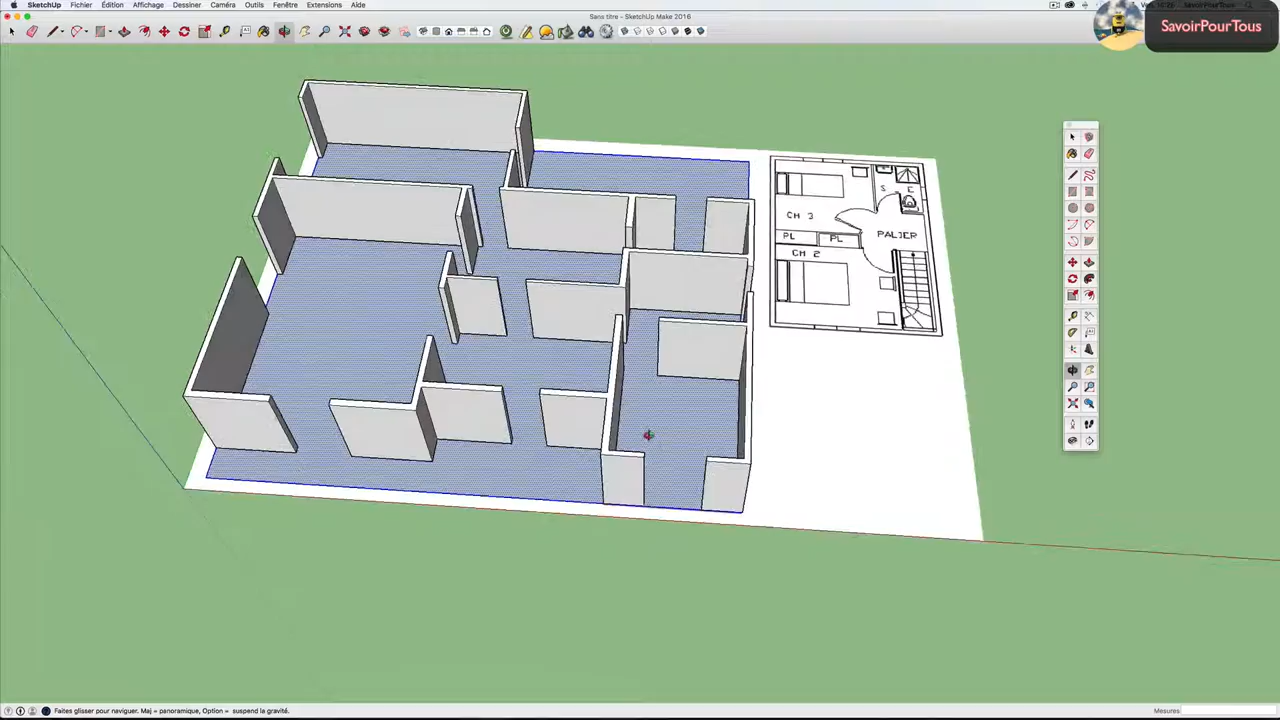 SketchUp Fichier Édition Affichage Dessiner Caméra Outils Fenêtre Extensions Aide
Sans titre - SketchUp Make 2016
SavoirPourTous
S
E
CH 3
PALIER
PL
PL
CH 2
Faites glisser pour naviguer. Maj = panoramique, Option = suspend la gravité.
Mesures